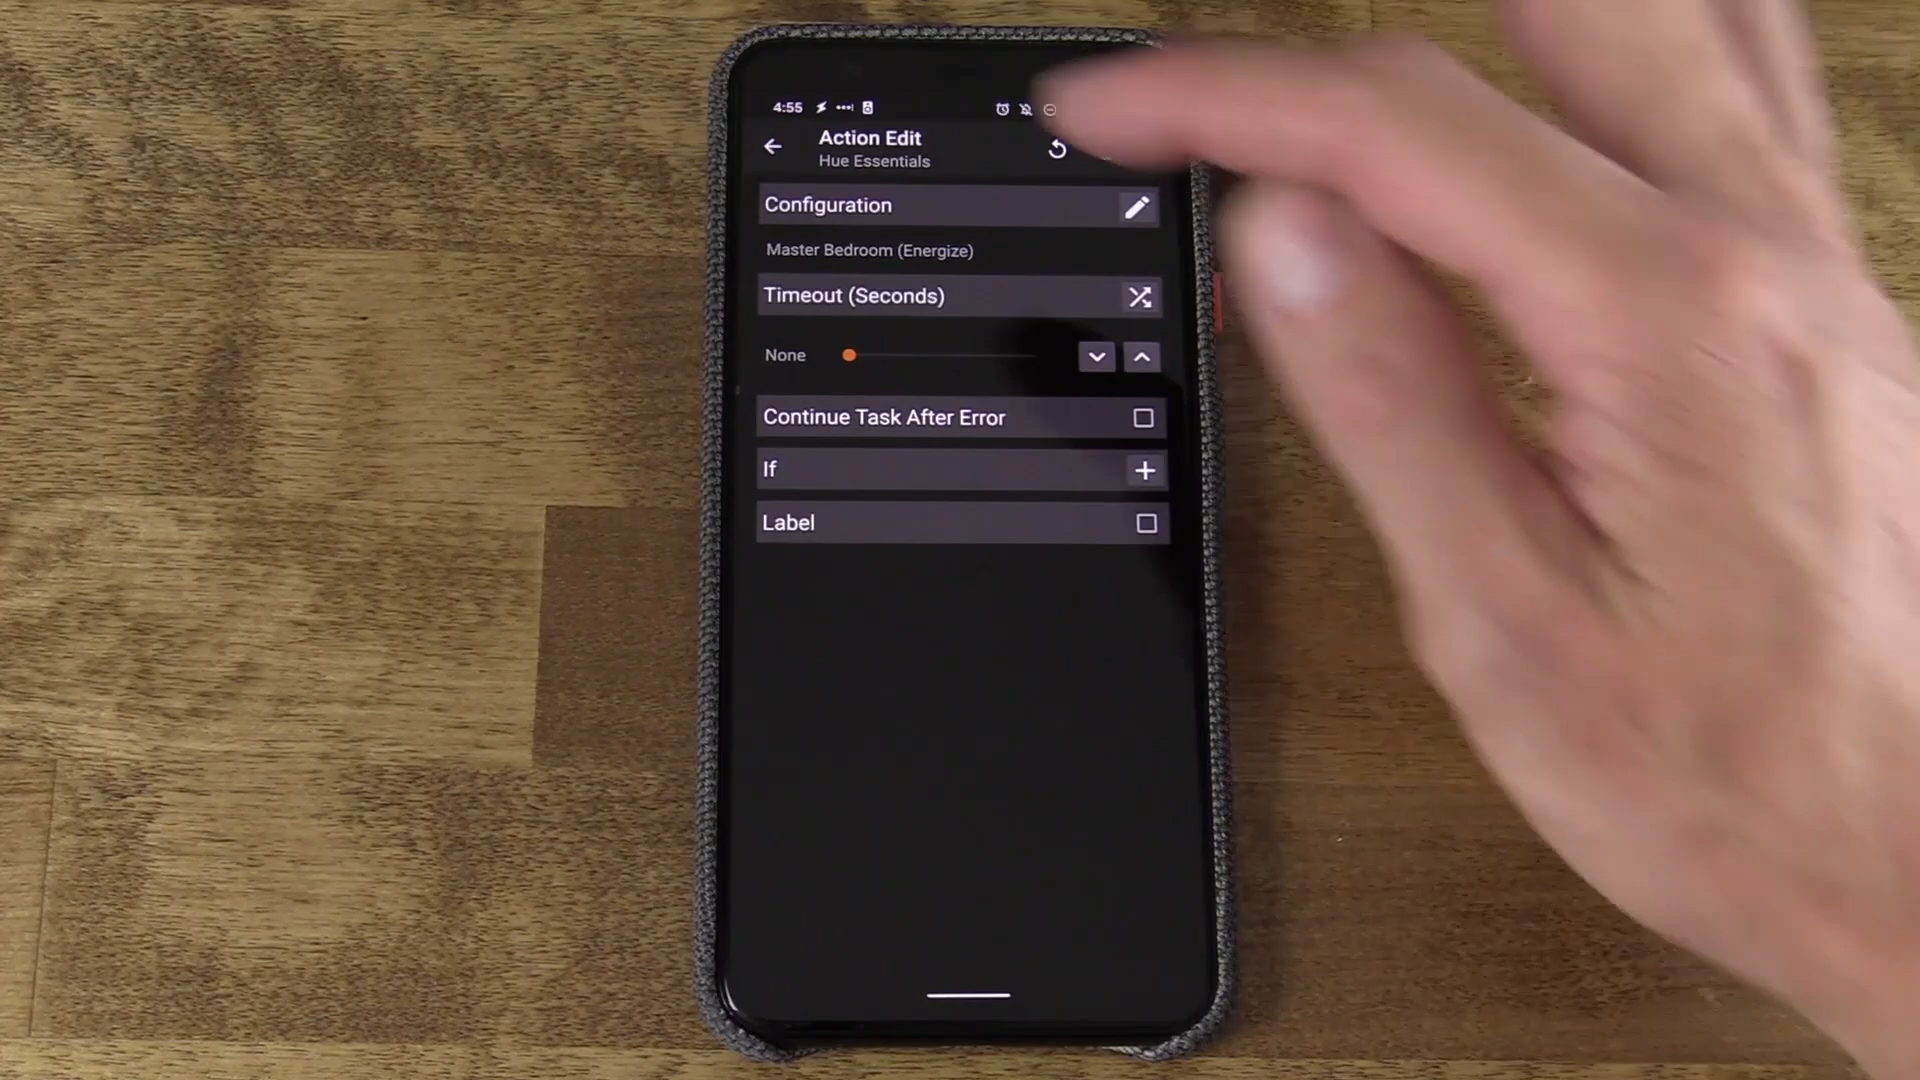 4:55
Action Edit
Hue Essentials
Configuration
Master Bedroom (Energize)
Timeout (Seconds)
None
Continue Task After Error
If
Label